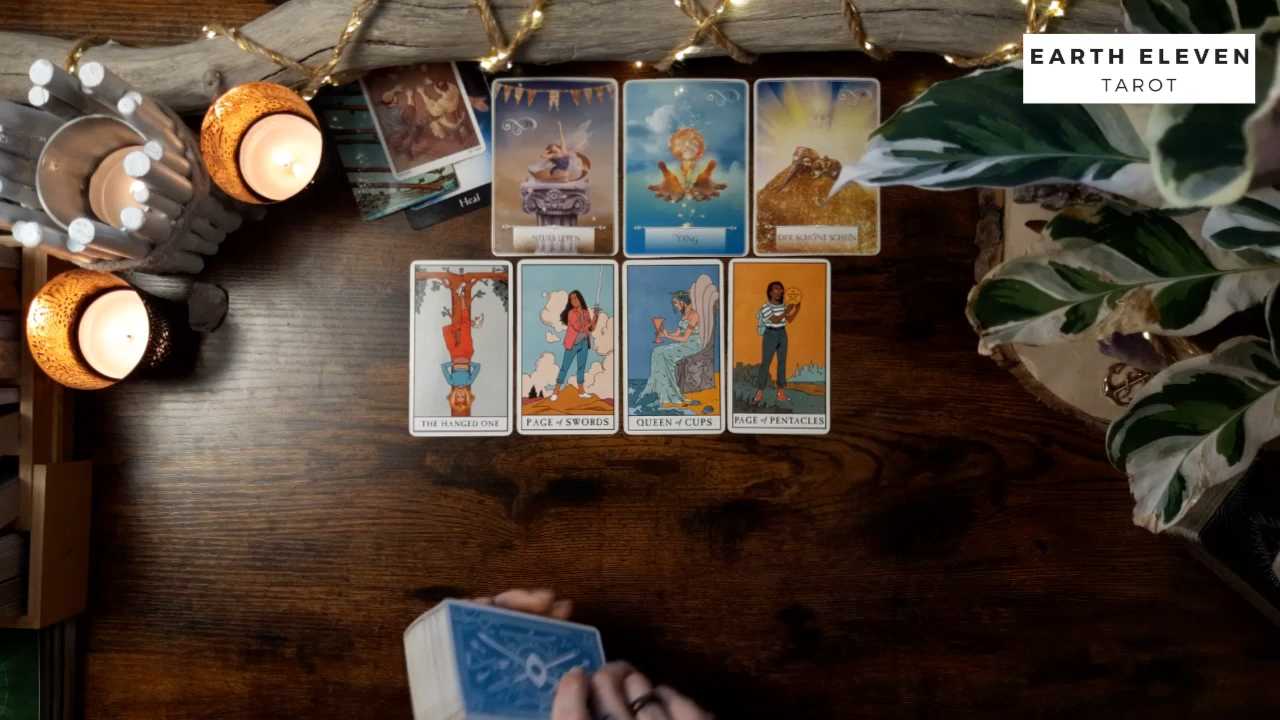 EARTH ELEVEN
TAROT
Heal
NEUES LEBEN
YANG
DER SCHÖNE SCHEIN
THE HANGED ONE
PAGE of SWORDS
QUEEN of CUPS
PAGE of PENTACLES